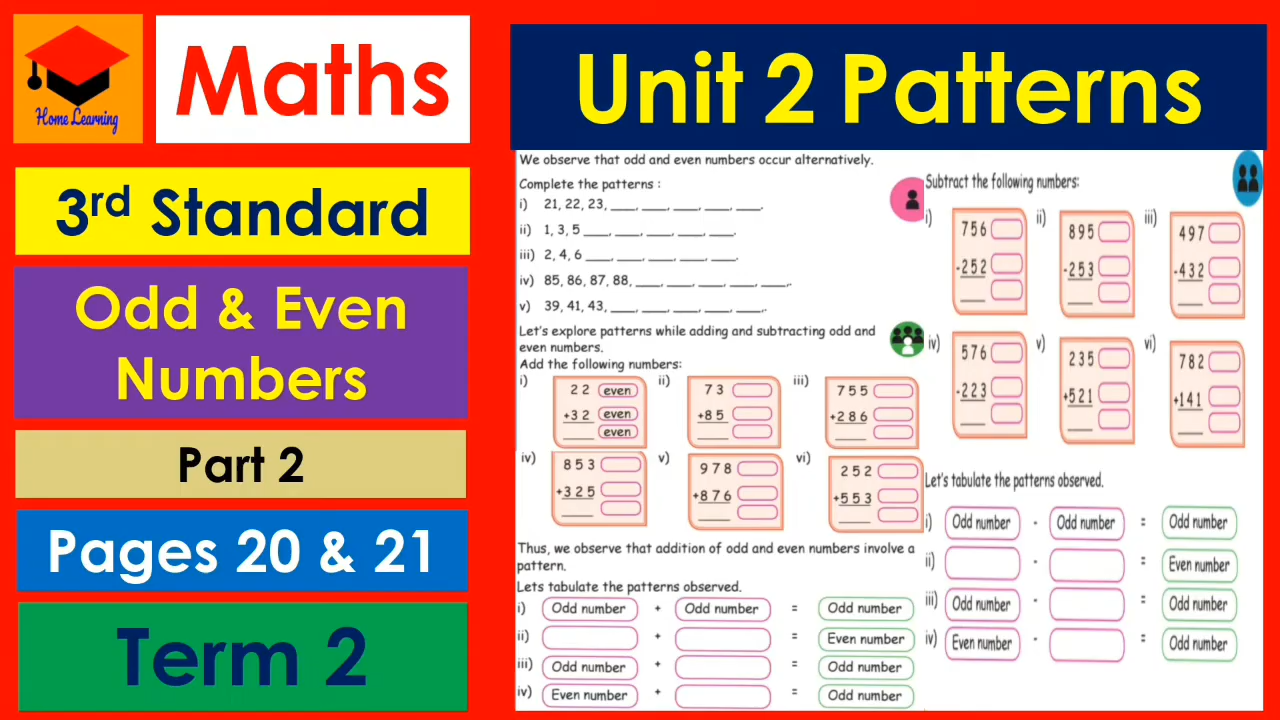 Home Learning
Maths
3rd Standard
Odd & Even
Numbers
Part 2
Pages 20 & 21
Term 2
Unit 2 Patterns
We observe that odd and even numbers occur alternatively.
Complete the patterns :
i) 21, 22, 23, ____, ____, ____, ____, ____.
ii) 1, 3, 5 ____, ____, ____, ____, ____.
iii) 2, 4, 6 ____, ____, ____, ____, ____.
iv) 85, 86, 87, 88, ____, ____, ____, ____, ____,.
v) 39, 41, 43, ____, ____, ____, ____, ____,.
Let's explore patterns while adding and subtracting odd and
even numbers.
Add the following numbers:
i) ii) iii)
22 even 73 755
+32 even +85 +286
even
iv) v) vi)
853 978 252
+325 +876 +553
Thus, we observe that addition of odd and even numbers involve a
pattern.
Lets tabulate the patterns observed.
i) Odd number + Odd number = Odd number
ii) + = Even number
iii) Odd number + = Odd number
iv) Even number + = Odd number
Subtract the following numbers:
i) ii) iii)
756 895 497
-252 -253 -432
iv) v) vi)
576 235 782
-223 +521 +141
Let's tabulate the patterns observed.
i) Odd number - Odd number = Odd number
ii) - = Even number
iii) Odd number - = Odd number
iv) Even number - = Odd number